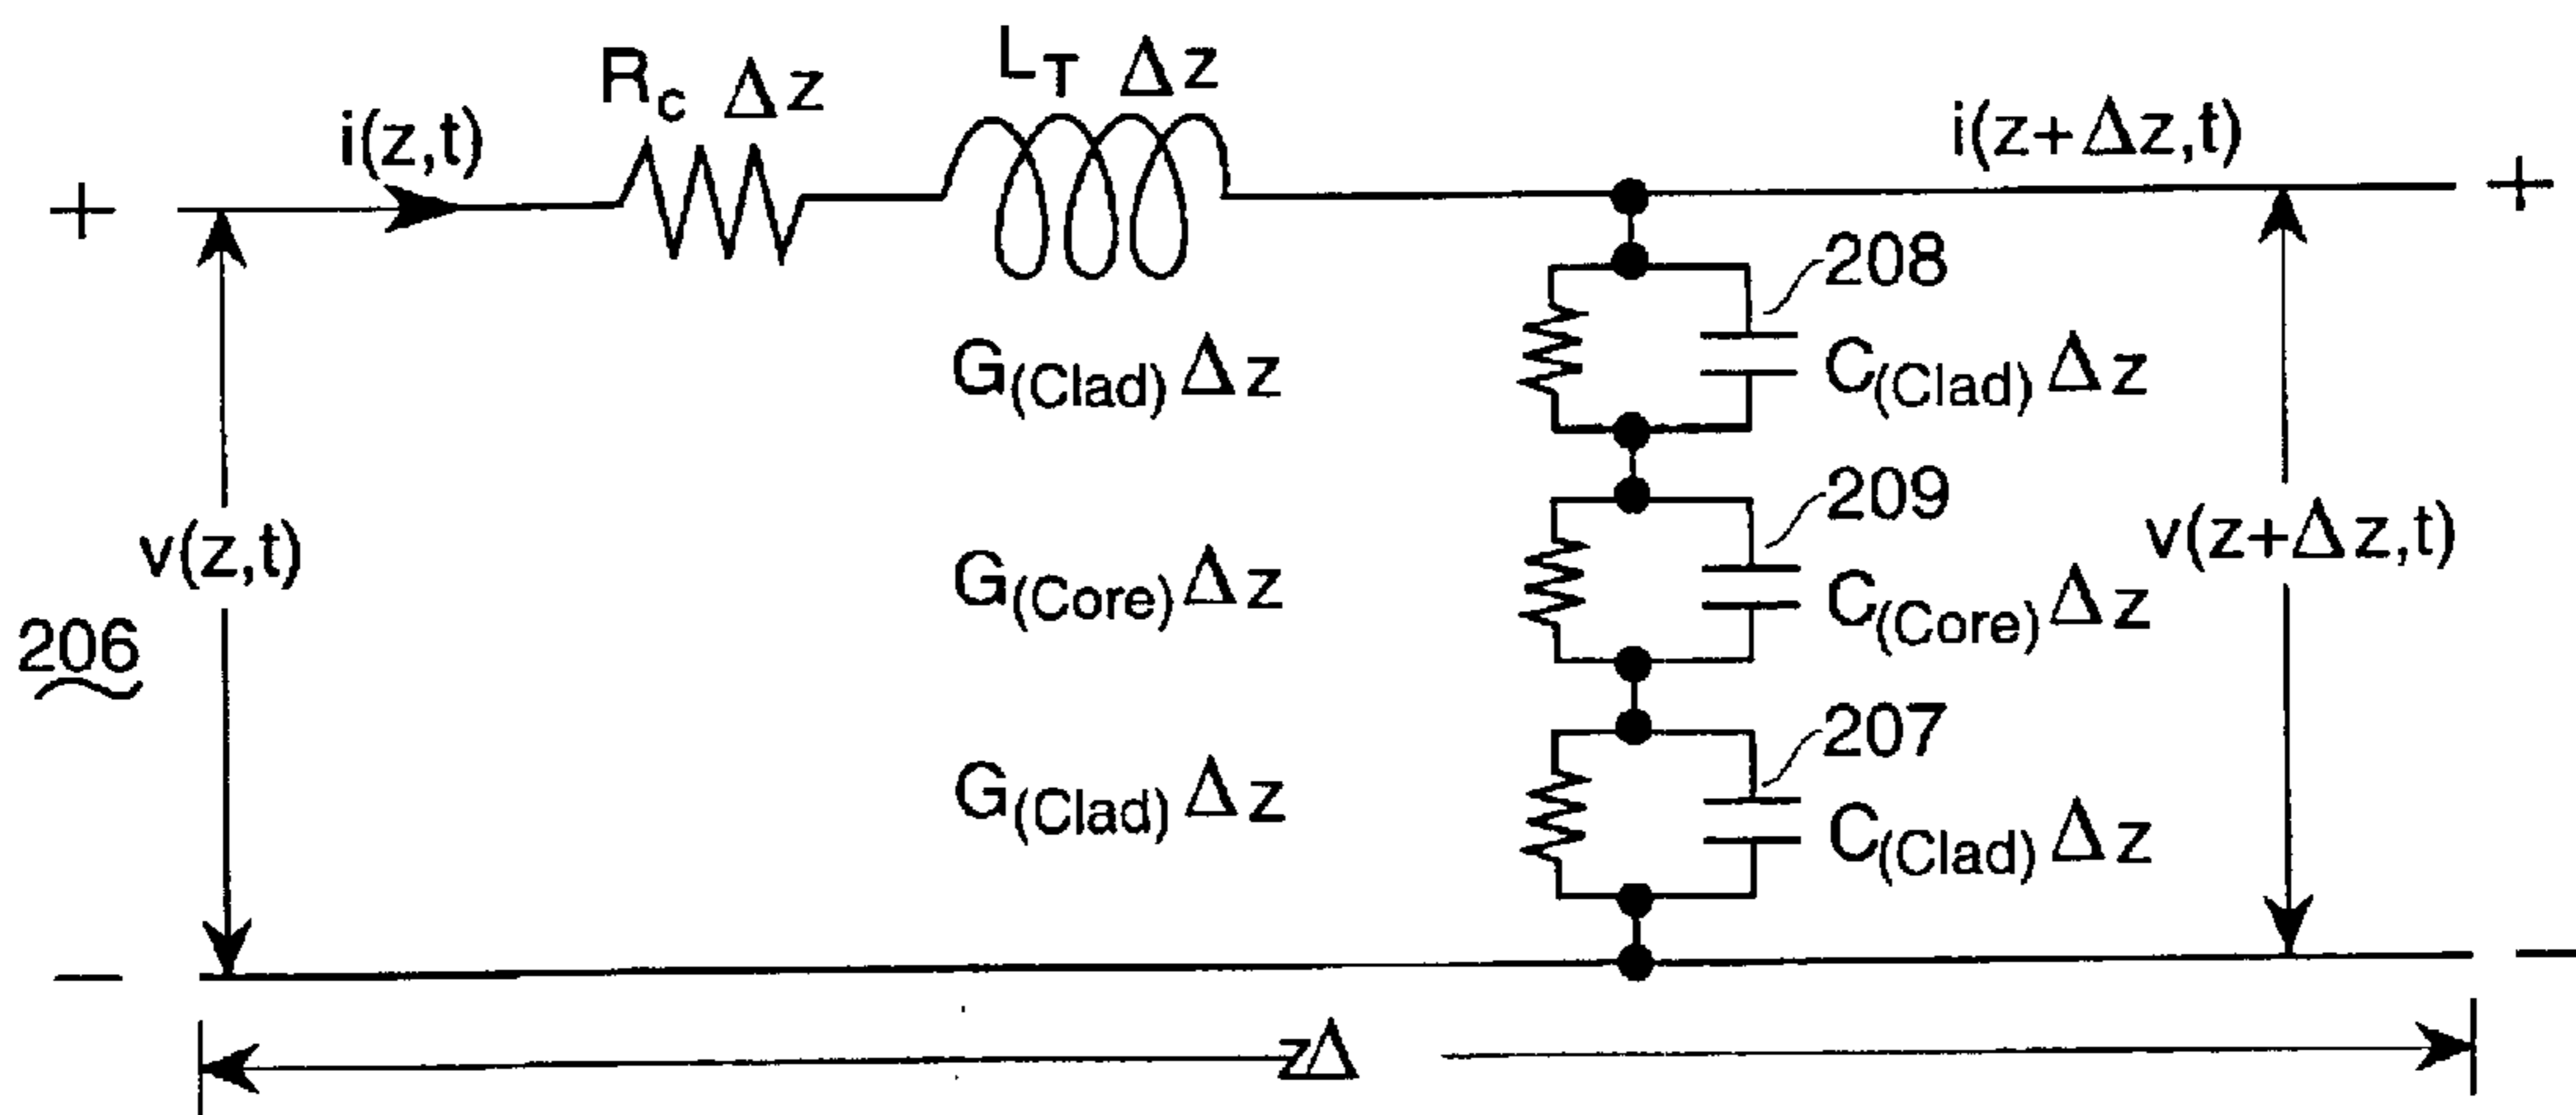 R_c Δz
L_T Δz
i(z,t)
i(z+Δz,t)
+
+
208
G_(Clad) Δz
C_(Clad) Δz
209
v(z,t)
G_(Core) Δz
C_(Core) Δz
v(z+Δz,t)
206
207
G_(Clad) Δz
C_(Clad) Δz
−
−
zΔ